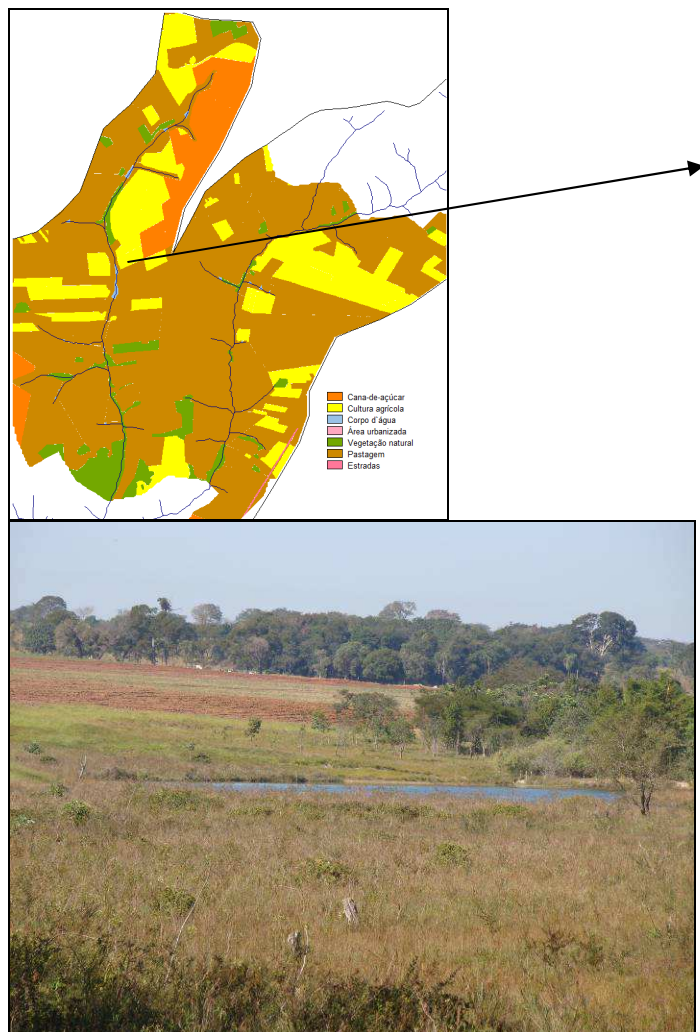 Cana-de-açúcar
Cultura agrícola
Corpo d´água
Área urbanizada
Vegetação natural
Pastagem
Estradas